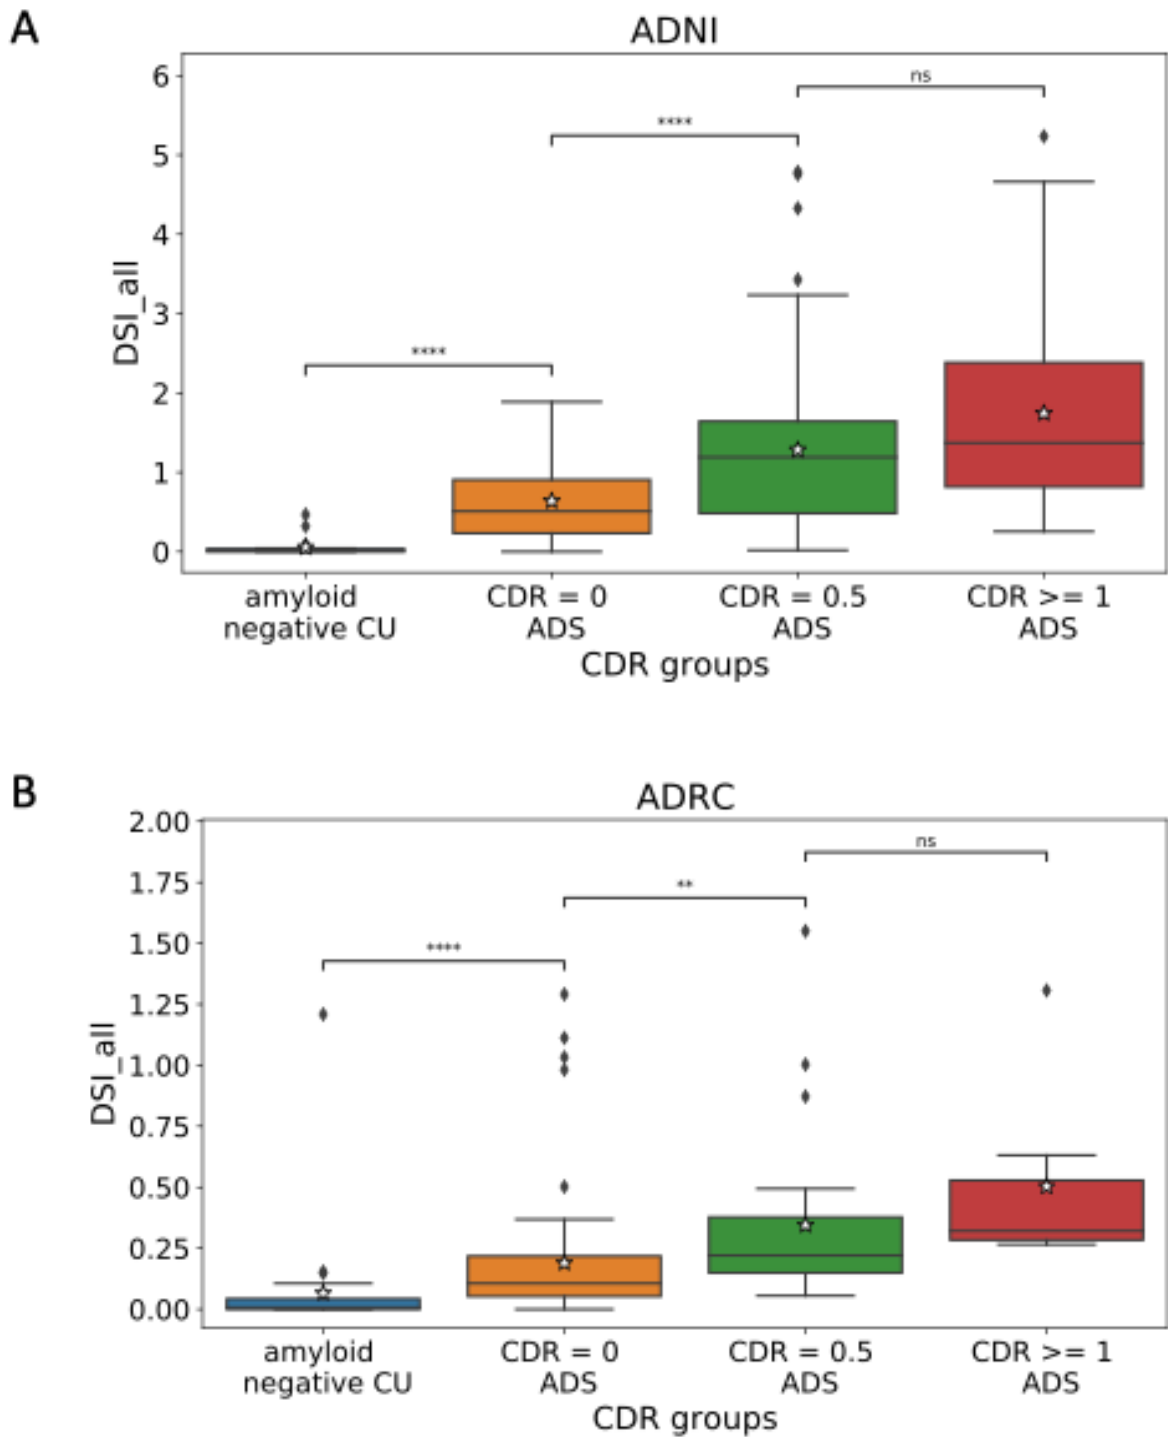 A
ADNI
6
5
4
3
2
1
0
DSI_all
****
****
ns
amyloid negative CU
CDR = 0 ADS
CDR = 0.5 ADS
CDR >= 1 ADS
CDR groups
B
ADRC
2.00
1.75
1.50
1.25
1.00
0.75
0.50
0.25
0.00
DSI_all
****
**
ns
amyloid negative CU
CDR = 0 ADS
CDR = 0.5 ADS
CDR >= 1 ADS
CDR groups